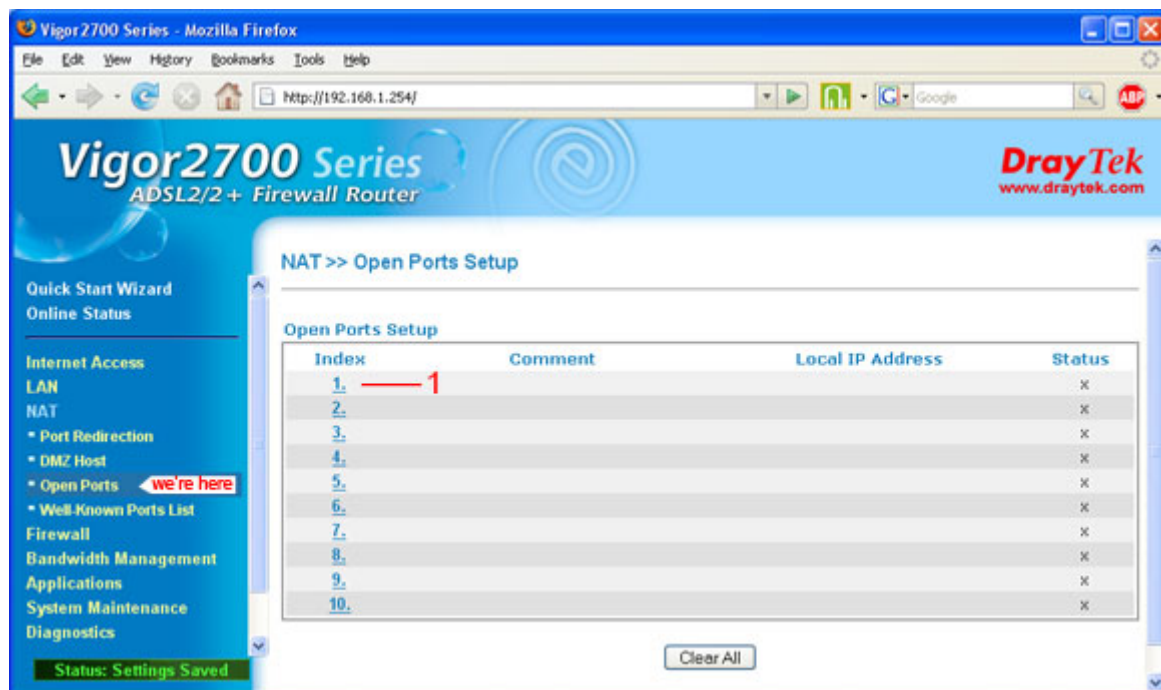 Vigor2700 Series - Mozilla Firefox
File Edit View History Bookmarks Tools Help
http://192.168.1.254/
G Google
ABP
Vigor2700 Series
ADSL2/2+ Firewall Router
DrayTek
www.draytek.com
Quick Start Wizard
Online Status
Internet Access
LAN
NAT
Port Redirection
DMZ Host
Open Ports we're here
Well-Known Ports List
Firewall
Bandwidth Management
Applications
System Maintenance
Diagnostics
Status: Settings Saved
NAT >> Open Ports Setup
Open Ports Setup
Index Comment Local IP Address Status
1. 1 x
2. x
3. x
4. x
5. x
6. x
7. x
8. x
9. x
10. x
Clear All